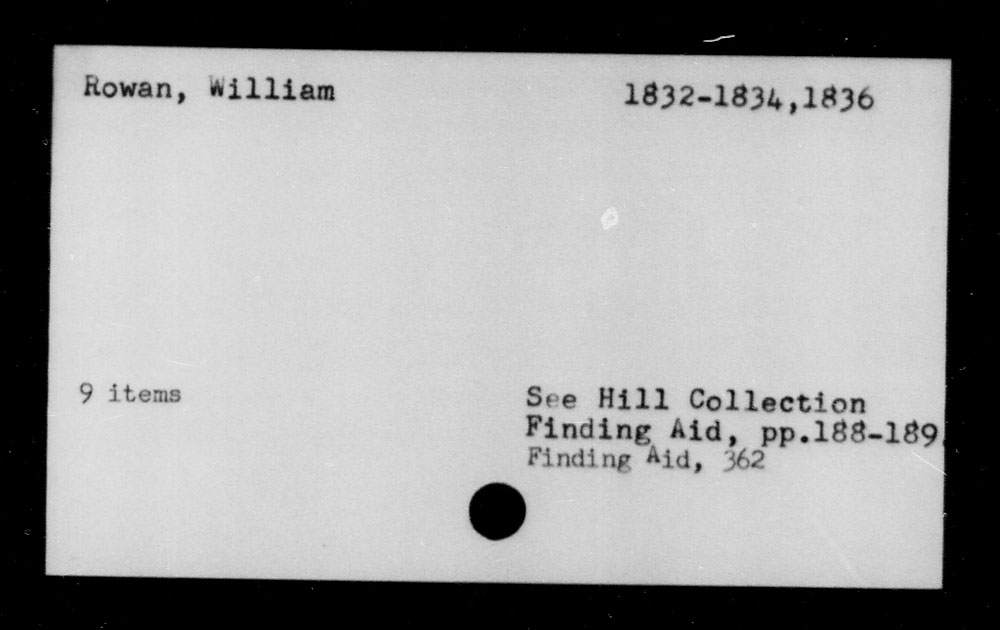 Rowan, William 1832-1834,1836
9 items
See Hill Collection
Finding Aid, pp.188-189.
Finding Aid, 362